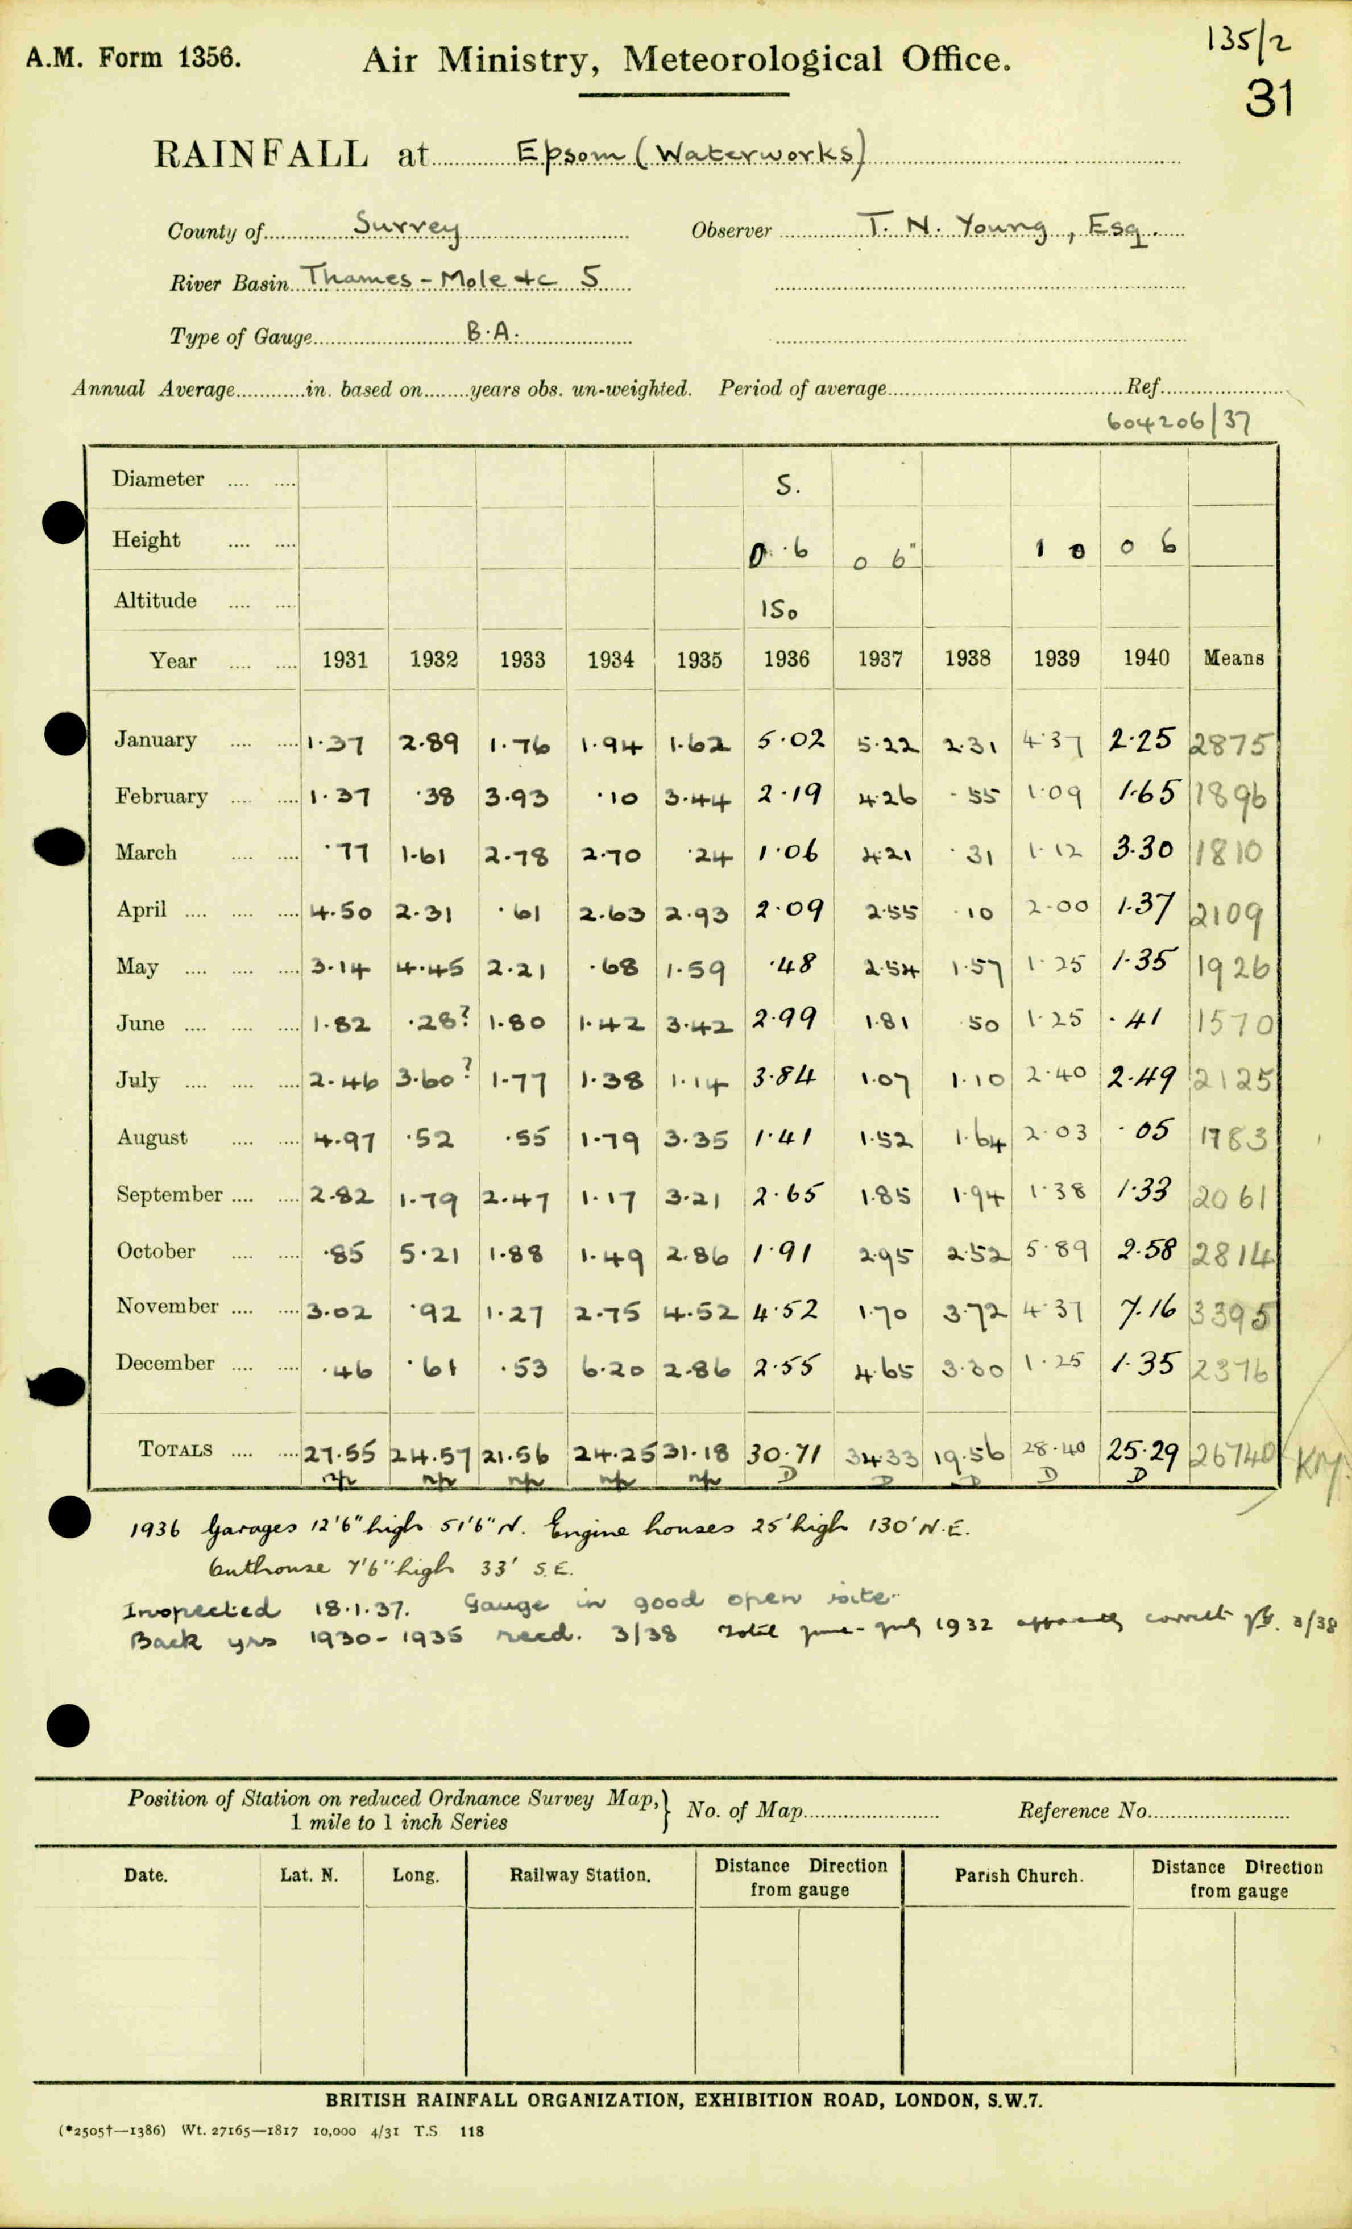 A.M. Form 1356.
Air Ministry, Meteorological Office.
135/2
31
RAINFALL at Epsom (Waterworks)
County of Surrey Observer T. N. Young, Esq.
River Basin Thames - Mole &c 5
Type of Gauge B.A.
Annual Average in. based on years obs. un-weighted. Period of average Ref.
604206/37
Diameter 5.
Height 0 .6 0 6" 1 0 0 6
Altitude 150
Year 1931 1932 1933 1934 1935 1936 1937 1938 1939 1940 Means
January 1.37 2.89 1.76 1.94 1.62 5.02 5.22 2.31 4.37 2.25 2875
February 1.37 .38 3.93 .10 3.44 2.19 4.26 .55 1.09 1.65 1896
March .77 1.61 2.78 2.70 .24 1.06 4.21 .31 1.12 3.30 1810
April 4.50 2.31 .61 2.63 2.93 2.09 2.55 .10 2.00 1.37 2109
May 3.14 4.45 2.21 .68 1.59 .48 2.54 1.57 1.25 1.35 1926
June 1.82 .28? 1.80 1.42 3.42 2.99 1.81 .50 1.25 .41 1570
July 2.46 3.60? 1.77 1.38 1.14 3.84 1.07 1.10 2.40 2.49 2125
August 4.97 .52 .55 1.79 3.35 1.41 1.52 1.64 2.03 .05 1783
September 2.82 1.79 2.47 1.17 3.21 2.65 1.85 1.94 1.38 1.33 2061
October .85 5.21 1.88 1.49 2.86 1.91 2.95 2.52 5.89 2.58 2814
November 3.02 .92 1.27 2.75 4.52 4.52 1.70 3.72 4.37 7.16 3395
December .46 .61 .53 6.20 2.86 2.55 4.65 3.30 1.25 1.35 2376
TOTALS 27.55 24.57 21.56 24.25 31.18 30.71 34.33 19.56 28.40 25.29 26740
np np np np np D D D D D
1936 Garages 12'6" high 51'6" N. Engine houses 25' high 130' N.E.
Outhouse 7'6" high 33' S.E.
Inspected 18.1.37. Gauge in good open site
Back yrs 1930-1935 recd. 3/38 Total June-July 1932 apparently correct 3/38
Position of Station on reduced Ordnance Survey Map,
1 mile to 1 inch Series
No. of Map Reference No.
Date. Lat. N. Long. Railway Station. Distance Direction from gauge Parish Church. Distance Direction from gauge
BRITISH RAINFALL ORGANIZATION, EXHIBITION ROAD, LONDON, S.W.7.
(*2505†—1386) Wt. 27165—1817 10,000 4/31 T.S 118